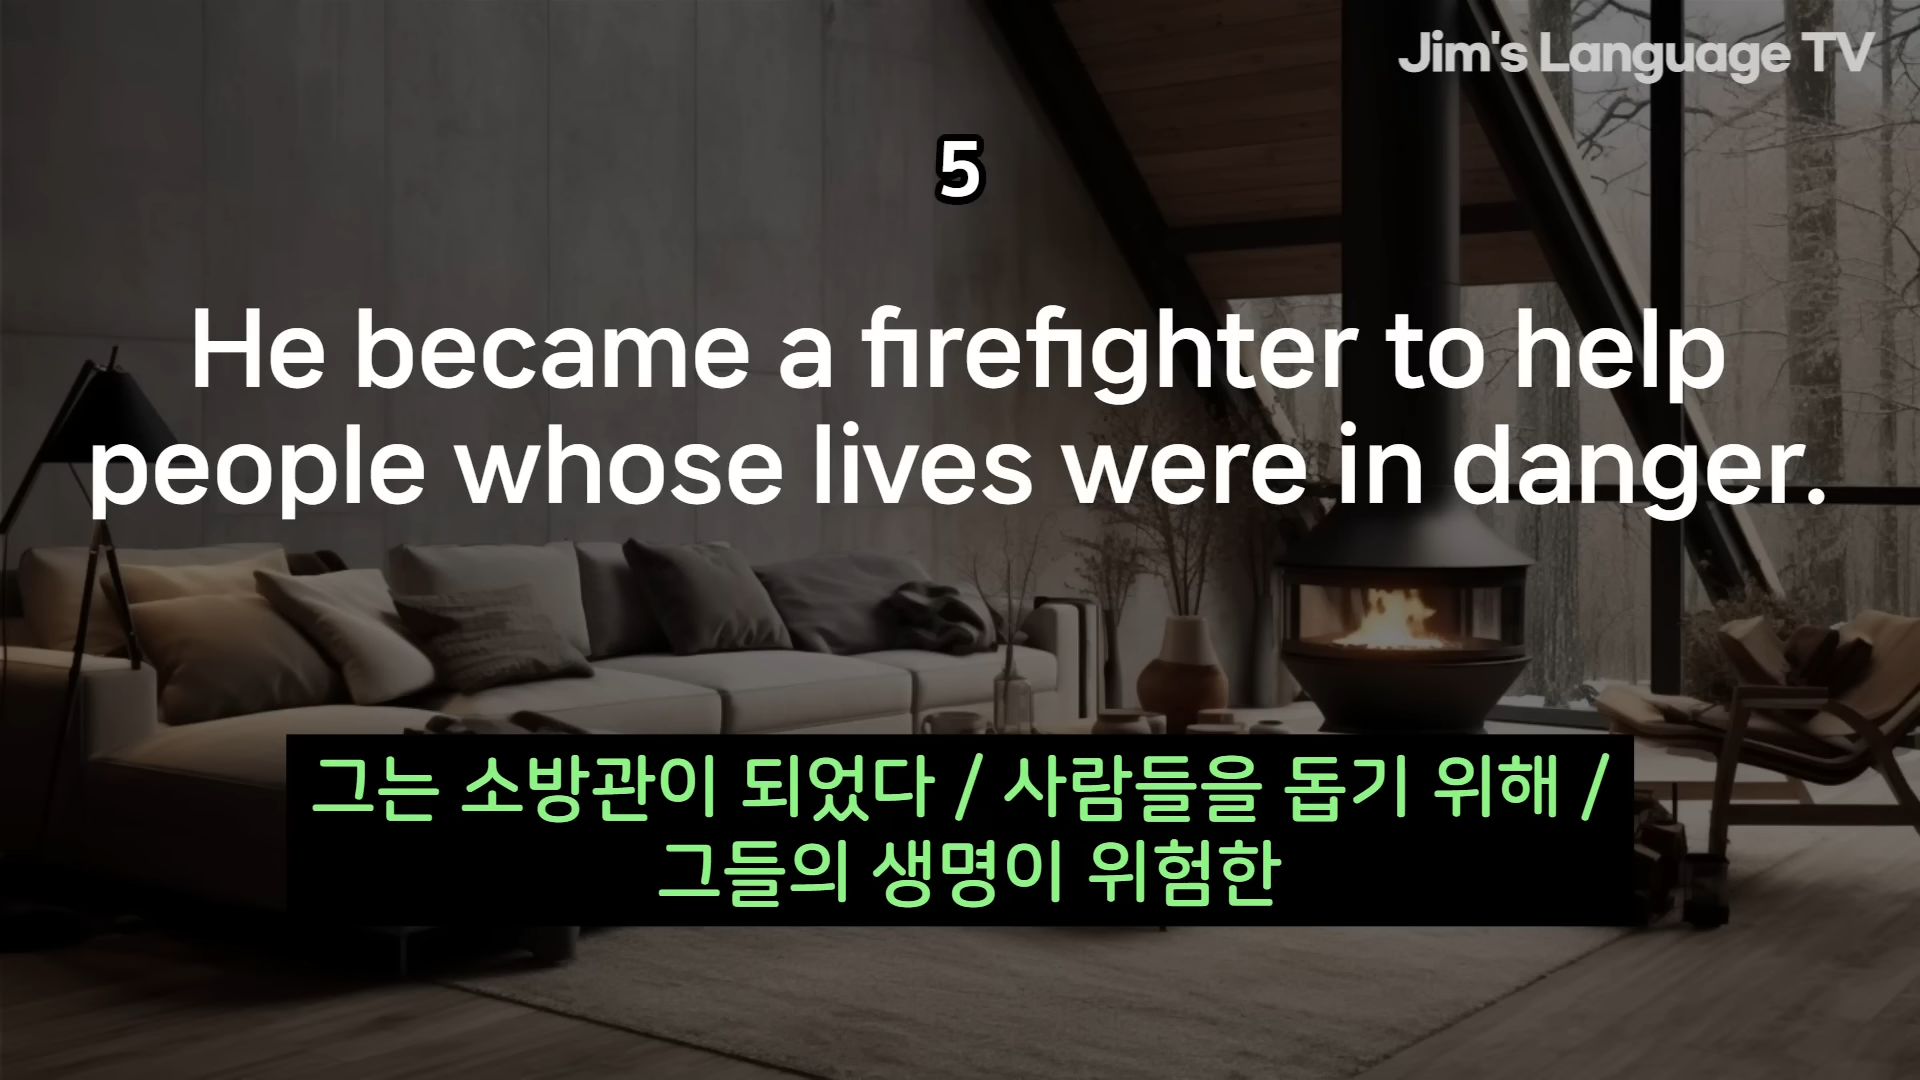 Jim's Language TV
5
He became a firefighter to help
people whose lives were in danger.
그는 소방관이 되었다 / 사람들을 돕기 위해 /
그들의 생명이 위험한